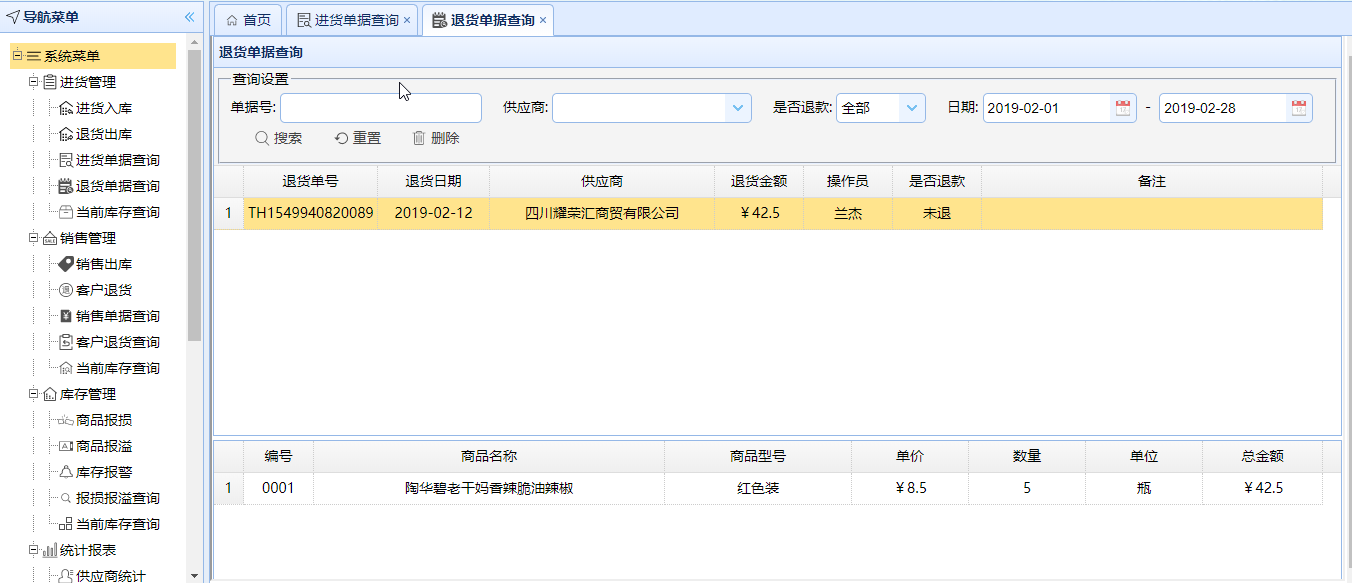 导航菜单
系统菜单
进货管理
进货入库
退货出库
进货单据查询
退货单据查询
当前库存查询
销售管理
销售出库
客户退货
销售单据查询
客户退货查询
当前库存查询
库存管理
商品报损
商品报溢
库存报警
报损报溢查询
当前库存查询
统计报表
供应商统计
首页 进货单据查询 × 退货单据查询 ×
退货单据查询
查询设置
单据号: 供应商: 是否退款: 全部 日期: 2019-02-01 - 2019-02-28
搜索 重置 删除
退货单号 退货日期 供应商 退货金额 操作员 是否退款 备注
1 TH1549940820089 2019-02-12 四川耀荣汇商贸有限公司 ¥42.5 兰杰 未退
编号 商品名称 商品型号 单价 数量 单位 总金额
1 0001 陶华碧老干妈香辣脆油辣椒 红色装 ¥8.5 5 瓶 ¥42.5